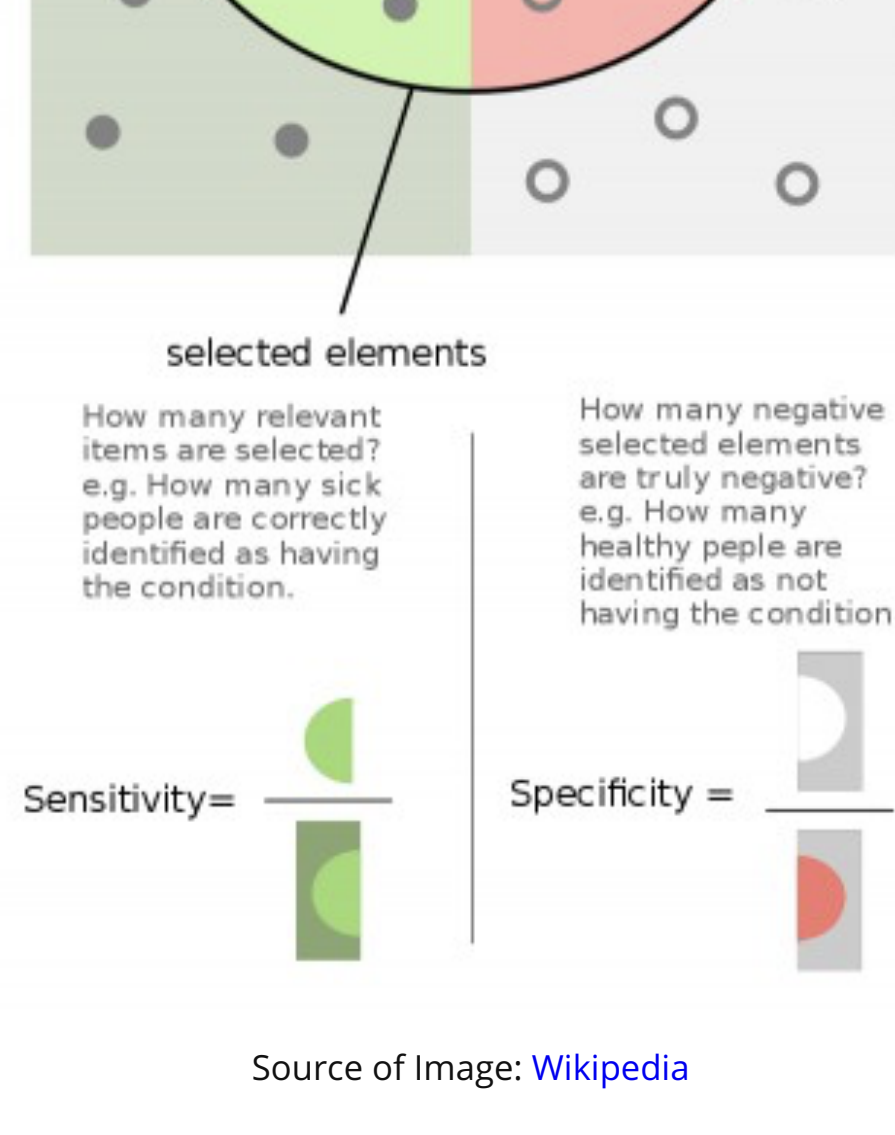 selected elements
How many relevant
items are selected?
e.g. How many sick
people are correctly
identified as having
the condition.
How many negative
selected elements
are truly negative?
e.g. How many
healthy peple are
identified as not
having the condition
Sensitivity=
Specificity =
Source of Image: Wikipedia